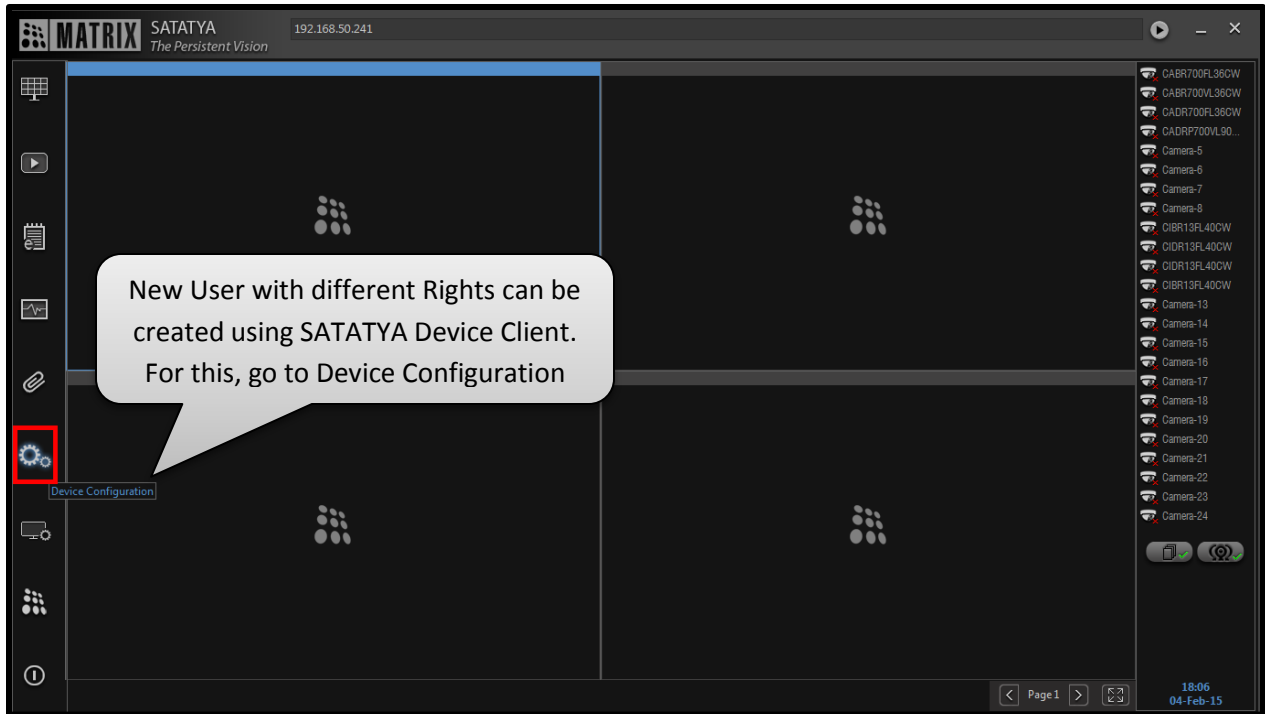 MATRIX
SATATYA
The Persistent Vision
192.168.50.241
New User with different Rights can be
created using SATATYA Device Client.
For this, go to Device Configuration
Device Configuration
CABR700FL36CW
CABR700VL36CW
CADR700FL36CW
CADRP700VL90...
Camera-5
Camera-6
Camera-7
Camera-8
CIBR13FL40CW
CIDR13FL40CW
CIDR13FL40CW
CIBR13FL40CW
Camera-13
Camera-14
Camera-15
Camera-16
Camera-17
Camera-18
Camera-19
Camera-20
Camera-21
Camera-22
Camera-23
Camera-24
Page 1
18:06
04-Feb-15